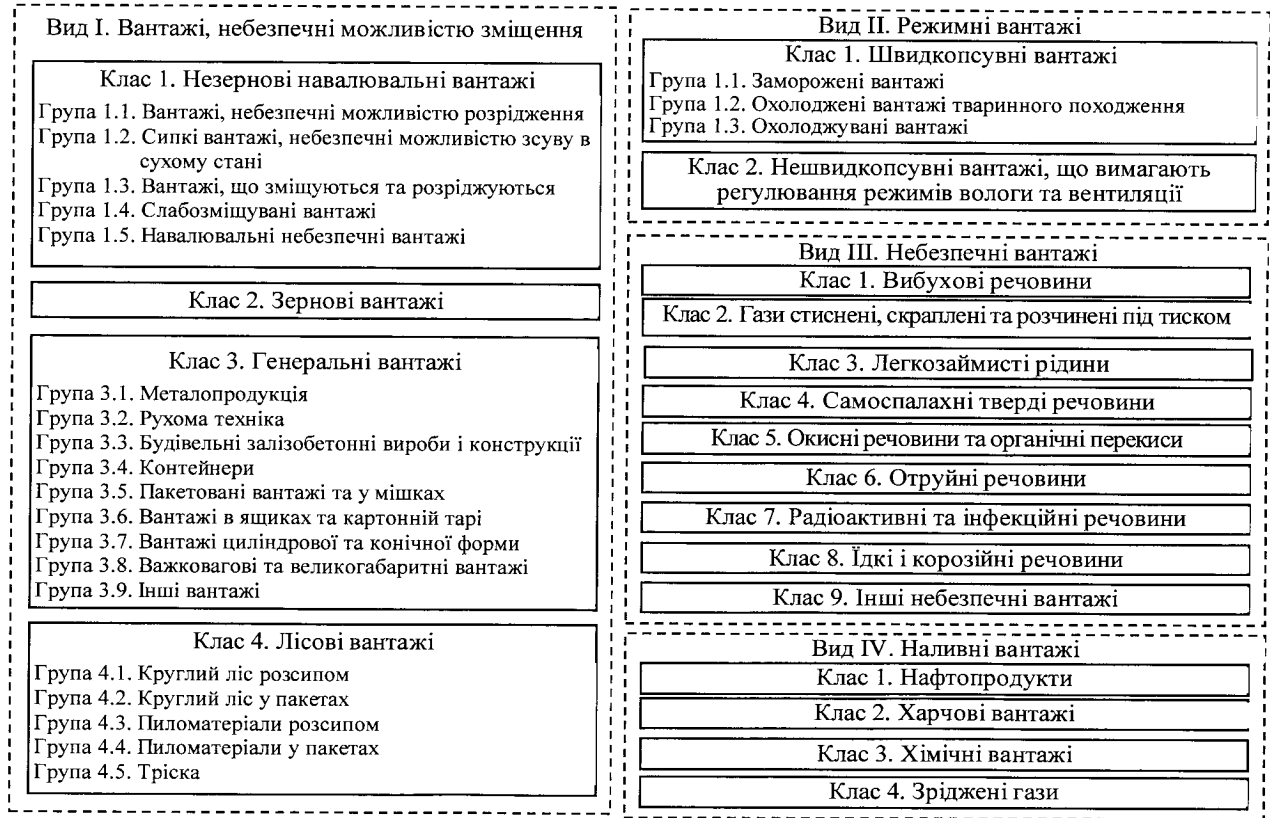 Вид I. Вантажі, небезпечні можливістю зміщення
Клас 1. Незернові навалювальні вантажі
Група 1.1. Вантажі, небезпечні можливістю розрідження
Група 1.2. Сипкі вантажі, небезпечні можливістю зсуву в
сухому стані
Група 1.3. Вантажі, що зміщуються та розріджуються
Група 1.4. Слабозміщувані вантажі
Група 1.5. Навалювальні небезпечні вантажі
Клас 2. Зернові вантажі
Клас 3. Генеральні вантажі
Група 3.1. Металопродукція
Група 3.2. Рухома техніка
Група 3.3. Будівельні залізобетонні вироби і конструкції
Група 3.4. Контейнери
Група 3.5. Пакетовані вантажі та у мішках
Група 3.6. Вантажі в ящиках та картонній тарі
Група 3.7. Вантажі циліндрової та конічної форми
Група 3.8. Важковагові та великогабаритні вантажі
Група 3.9. Інші вантажі
Клас 4. Лісові вантажі
Група 4.1. Круглий ліс розсипом
Група 4.2. Круглий ліс у пакетах
Група 4.3. Пиломатеріали розсипом
Група 4.4. Пиломатеріали у пакетах
Група 4.5. Тріска
Вид II. Режимні вантажі
Клас 1. Швидкопсувні вантажі
Група 1.1. Заморожені вантажі
Група 1.2. Охолоджені вантажі тваринного походження
Група 1.3. Охолоджувані вантажі
Клас 2. Нешвидкопсувні вантажі, що вимагають
регулювання режимів вологи та вентиляції
Вид III. Небезпечні вантажі
Клас 1. Вибухові речовини
Клас 2. Гази стиснені, скраплені та розчинені під тиском
Клас 3. Легкозаймисті рідини
Клас 4. Самоспалахні тверді речовини
Клас 5. Окисні речовини та органічні перекиси
Клас 6. Отруйні речовини
Клас 7. Радіоактивні та інфекційні речовини
Клас 8. Їдкі і корозійні речовини
Клас 9. Інші небезпечні вантажі
Вид IV. Наливні вантажі
Клас 1. Нафтопродукти
Клас 2. Харчові вантажі
Клас 3. Хімічні вантажі
Клас 4. Зріджені гази